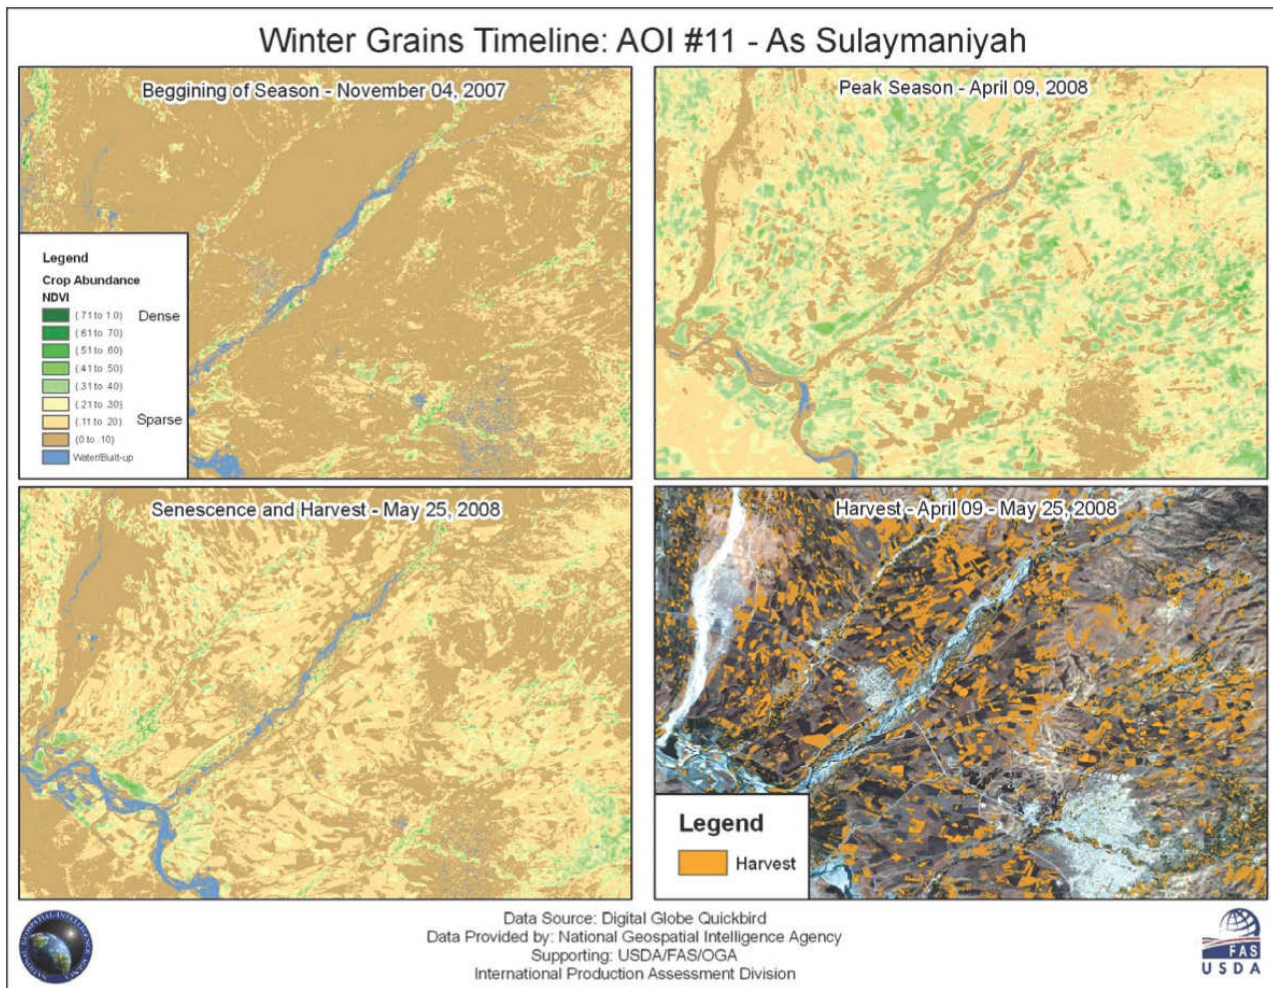 Winter Grains Timeline: AOI #11 - As Sulaymaniyah
Beggining of Season - November 04, 2007
Peak Season - April 09, 2008
Legend
Crop Abundance
NDVI
(.71 to 1.0) Dense
(.61 to .70)
(.51 to .60)
(.41 to .50)
(.31 to .40)
(.21 to .30)
(.11 to .20) Sparse
(0 to .10)
Water/Built-up
Senescence and Harvest - May 25, 2008
Harvest - April 09 - May 25, 2008
Legend
Harvest
Data Source: Digital Globe Quickbird
Data Provided by: National Geospatial Intelligence Agency
Supporting: USDA/FAS/OGA
International Production Assessment Division
NATIONAL GEOSPATIAL-INTELLIGENCE AGENCY
FAS
USDA